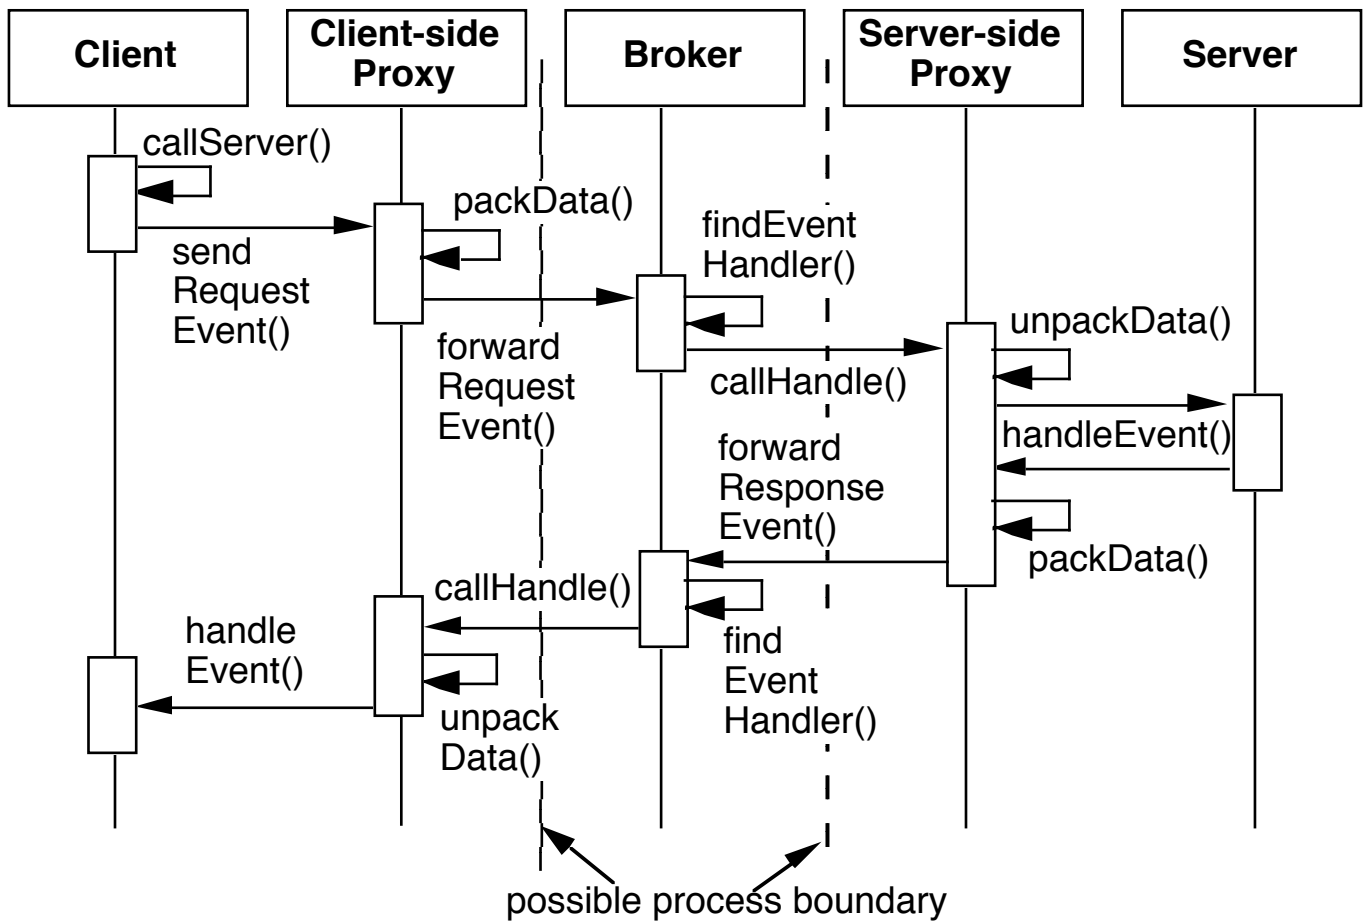 Client
Client-side
Proxy
Broker
Server-side
Proxy
Server
callServer()
packData()
send
Request
Event()
findEvent
Handler()
unpackData()
forward
Request
Event()
callHandle()
handleEvent()
forward
Response
Event()
packData()
callHandle()
handle
Event()
find
Event
Handler()
unpack
Data()
possible process boundary